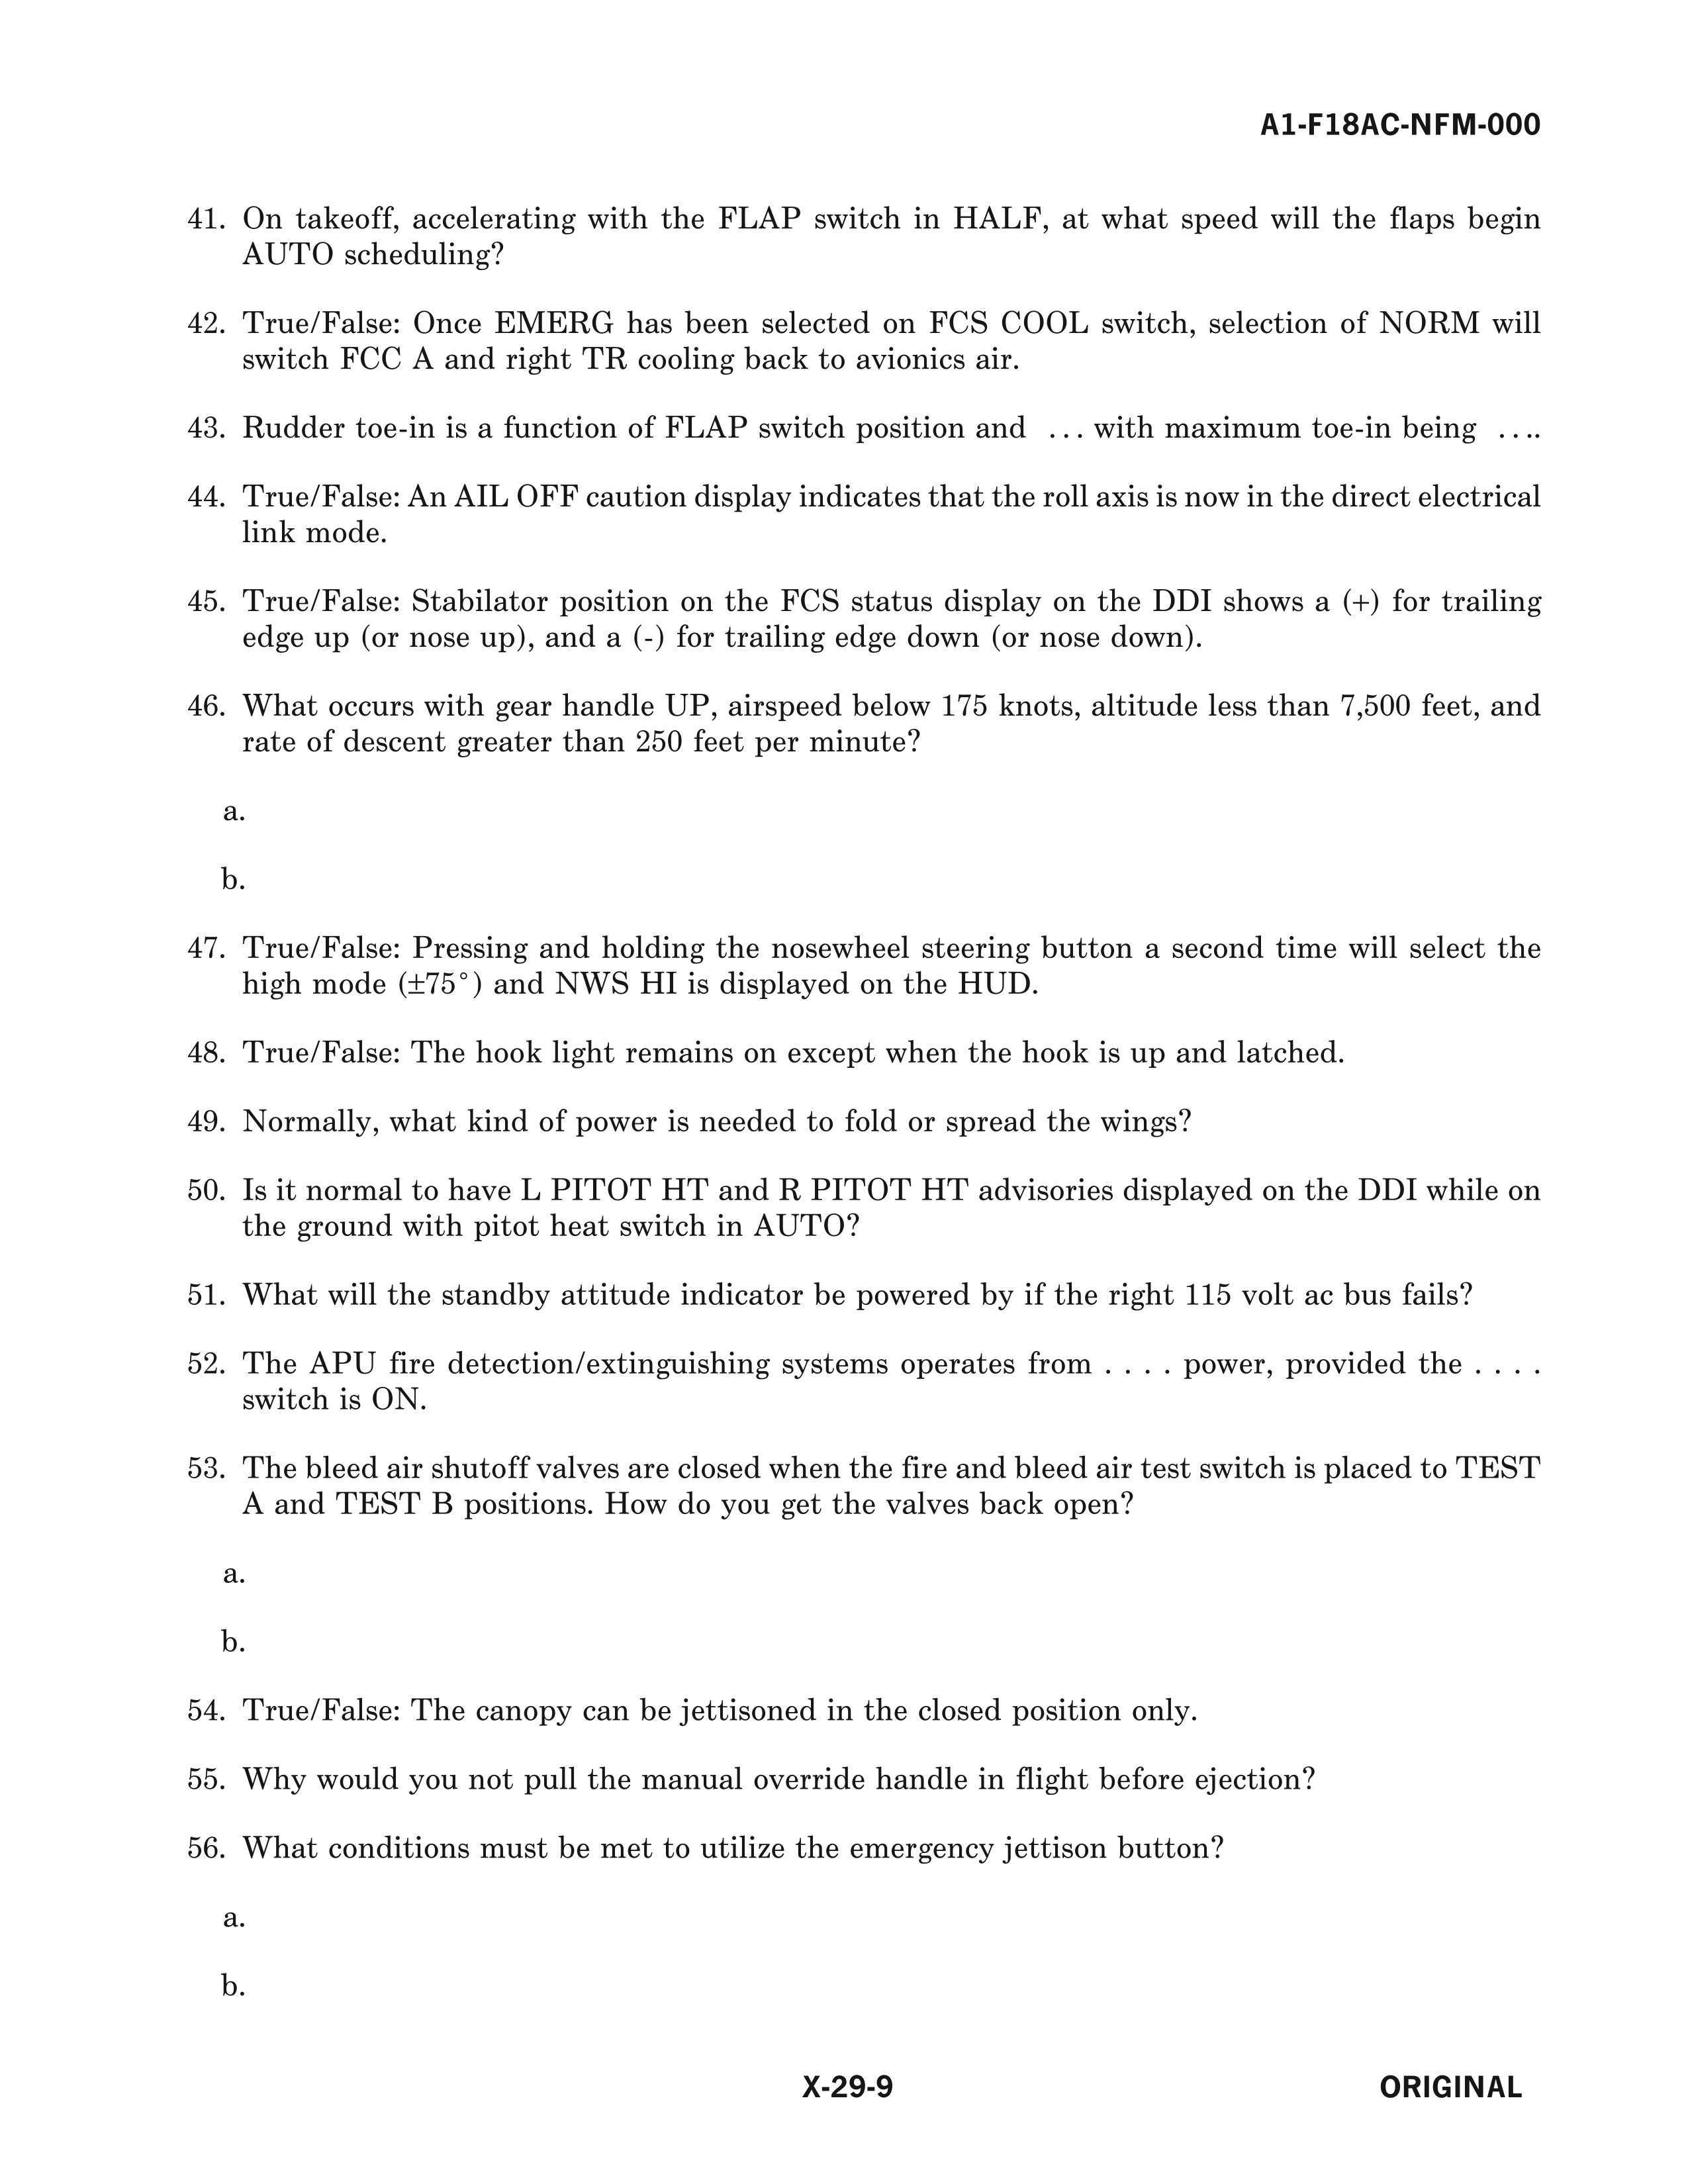 A1-F18AC-NFM-000
41. On takeoff, accelerating with the FLAP switch in HALF, at what speed will the flaps begin
AUTO scheduling?
42. True/False: Once EMERG has been selected on FCS COOL switch, selection of NORM will
switch FCC A and right TR cooling back to avionics air.
43. Rudder toe-in is a function of FLAP switch position and ... with maximum toe-in being ....
44. True/False: An AIL OFF caution display indicates that the roll axis is now in the direct electrical
link mode.
45. True/False: Stabilator position on the FCS status display on the DDI shows a (+) for trailing
edge up (or nose up), and a (-) for trailing edge down (or nose down).
46. What occurs with gear handle UP, airspeed below 175 knots, altitude less than 7,500 feet, and
rate of descent greater than 250 feet per minute?
a.
b.
47. True/False: Pressing and holding the nosewheel steering button a second time will select the
high mode (±75°) and NWS HI is displayed on the HUD.
48. True/False: The hook light remains on except when the hook is up and latched.
49. Normally, what kind of power is needed to fold or spread the wings?
50. Is it normal to have L PITOT HT and R PITOT HT advisories displayed on the DDI while on
the ground with pitot heat switch in AUTO?
51. What will the standby attitude indicator be powered by if the right 115 volt ac bus fails?
52. The APU fire detection/extinguishing systems operates from . . . . power, provided the . . . .
switch is ON.
53. The bleed air shutoff valves are closed when the fire and bleed air test switch is placed to TEST
A and TEST B positions. How do you get the valves back open?
a.
b.
54. True/False: The canopy can be jettisoned in the closed position only.
55. Why would you not pull the manual override handle in flight before ejection?
56. What conditions must be met to utilize the emergency jettison button?
a.
b.
X-29-9 ORIGINAL